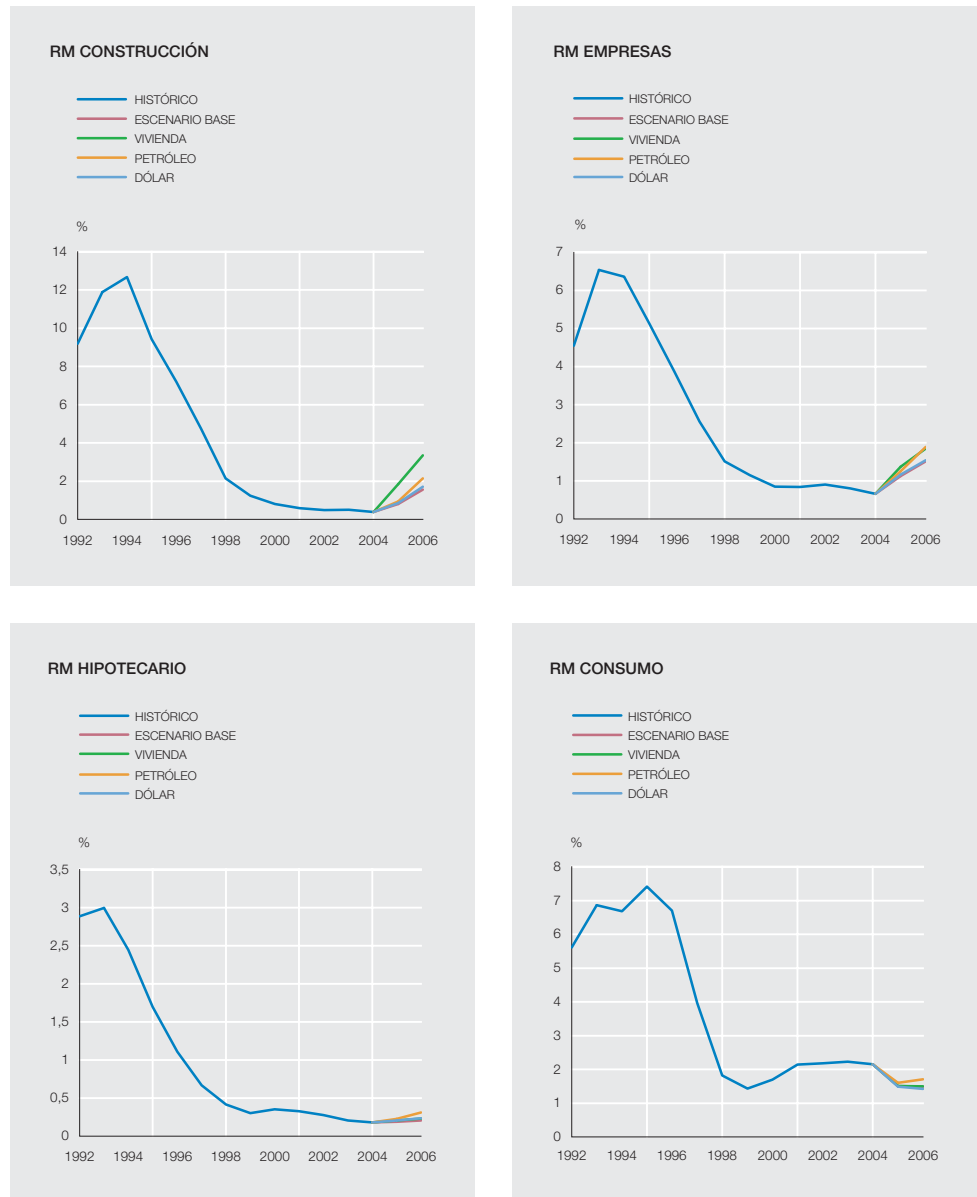 RM CONSTRUCCIÓN
HISTÓRICO
ESCENARIO BASE
VIVIENDA
PETRÓLEO
DÓLAR
%
14
12
10
8
6
4
2
0
1992 1994 1996 1998 2000 2002 2004 2006
RM EMPRESAS
HISTÓRICO
ESCENARIO BASE
VIVIENDA
PETRÓLEO
DÓLAR
%
7
6
5
4
3
2
1
0
1992 1994 1996 1998 2000 2002 2004 2006
RM HIPOTECARIO
HISTÓRICO
ESCENARIO BASE
VIVIENDA
PETRÓLEO
DÓLAR
%
3,5
3
2,5
2
1,5
1
0,5
0
1992 1994 1996 1998 2000 2002 2004 2006
RM CONSUMO
HISTÓRICO
ESCENARIO BASE
VIVIENDA
PETRÓLEO
DÓLAR
%
8
7
6
5
4
3
2
1
0
1992 1994 1996 1998 2000 2002 2004 2006